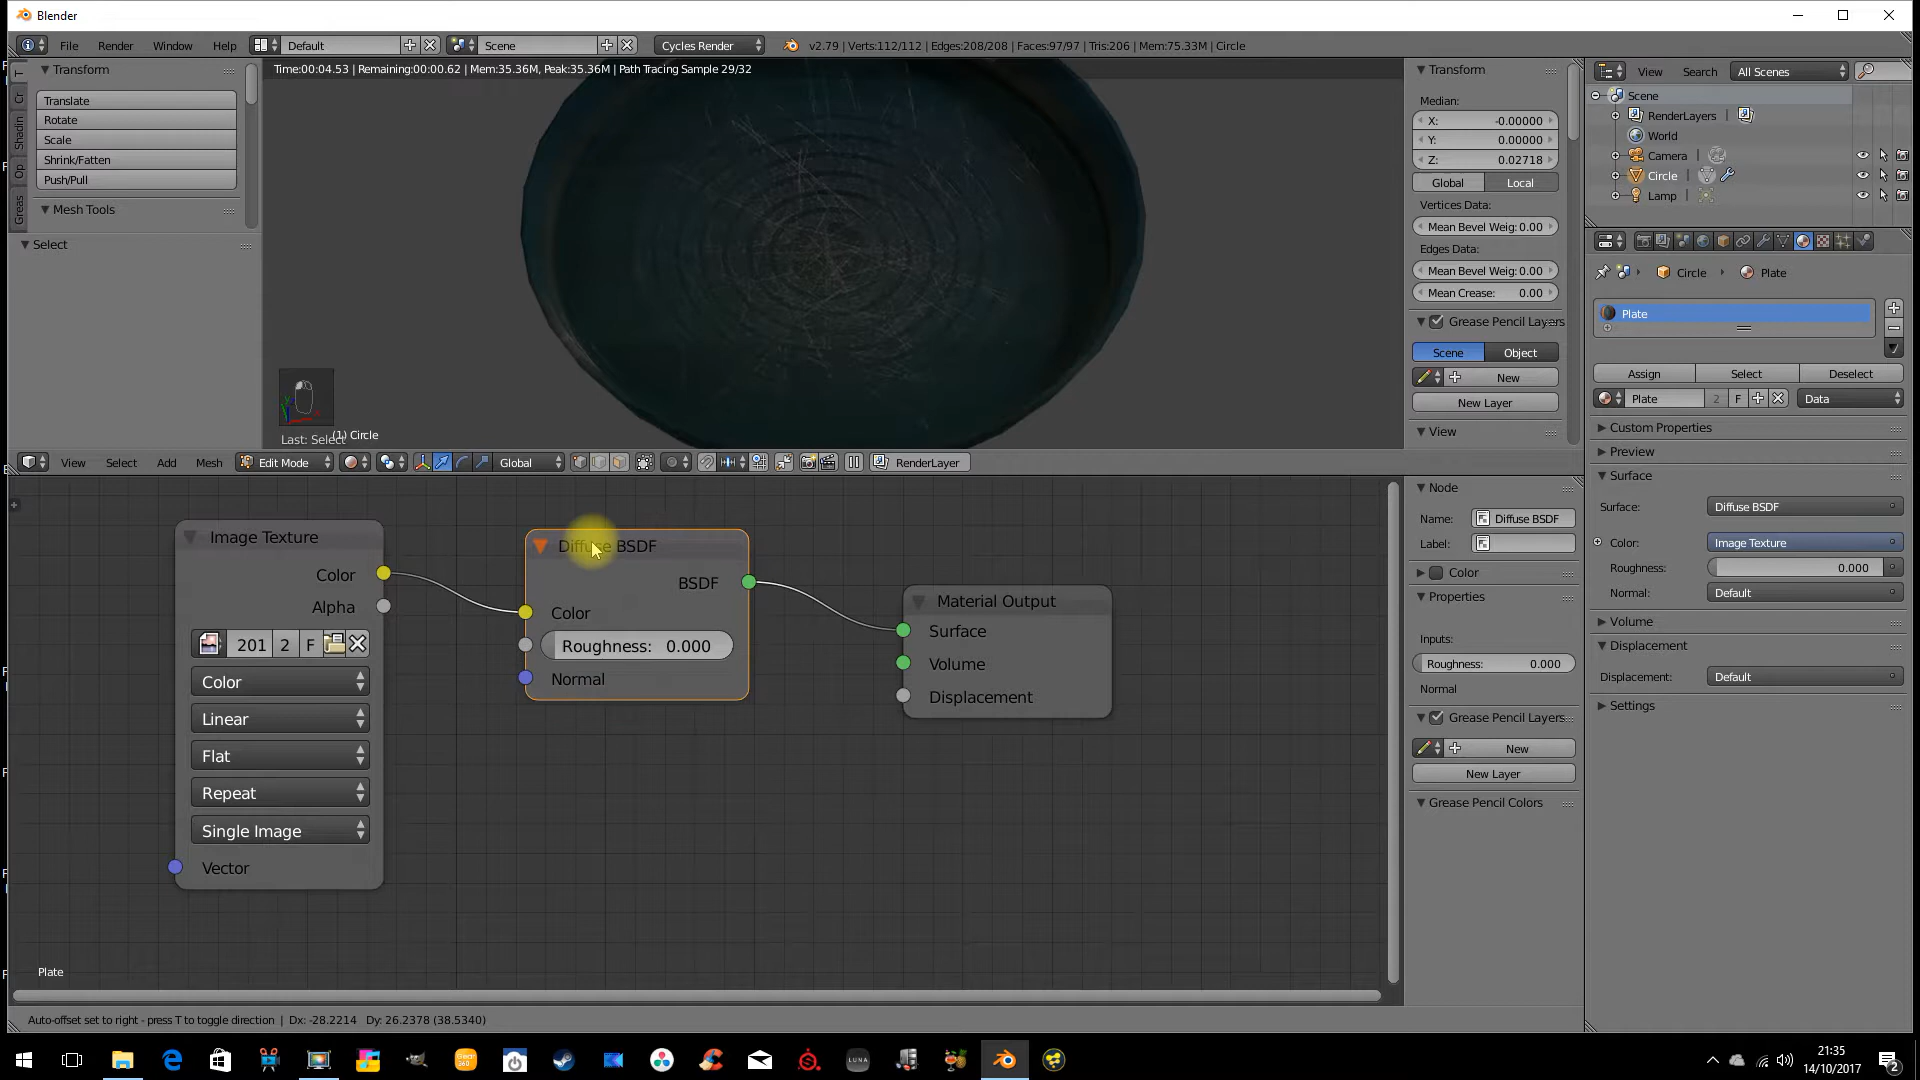 Blender
File Render Window Help Default Scene Cycles Render v2.79 | Verts:112/112 | Edges:208/208 | Faces:97/97 | Tris:206 | Mem:75.33M | Circle
Time:00:04.53 | Remaining:00:00.62 | Mem:35.36M, Peak:35.36M | Path Tracing Sample 29/32
T
Cr
Shadin
Op
Greas
Transform
Translate
Rotate
Scale
Shrink/Fatten
Push/Pull
Mesh Tools
Select
Last: Select
(1) Circle
Transform
Median:
X: -0.00000
Y: 0.00000
Z: 0.02718
Global Local
Vertices Data:
Mean Bevel Weig: 0.00
Edges Data:
Mean Bevel Weig: 0.00
Mean Crease: 0.00
Grease Pencil Layers
Scene Object
New
New Layer
View
View Search All Scenes
Scene
RenderLayers
World
Camera
Circle
Lamp
Circle Plate
Plate
Assign Select Deselect
Plate 2 F Data
Custom Properties
Preview
Surface
Surface: Diffuse BSDF
Color: Image Texture
Roughness: 0.000
Normal: Default
Volume
Displacement
Displacement: Default
Settings
View Select Add Mesh Edit Mode Global RenderLayer
Image Texture
Color
Alpha
201 2 F
Color
Linear
Flat
Repeat
Single Image
Vector
Diffuse BSDF
BSDF
Color
Roughness: 0.000
Normal
Material Output
Surface
Volume
Displacement
Plate
Node
Name: Diffuse BSDF
Label:
Color
Properties
Inputs:
Roughness: 0.000
Normal
Grease Pencil Layers
New
New Layer
Grease Pencil Colors
Auto-offset set to right - press T to toggle direction | Dx: -28.2214 Dy: 26.2378 (38.5340)
LUNA
21:35
14/10/2017
2